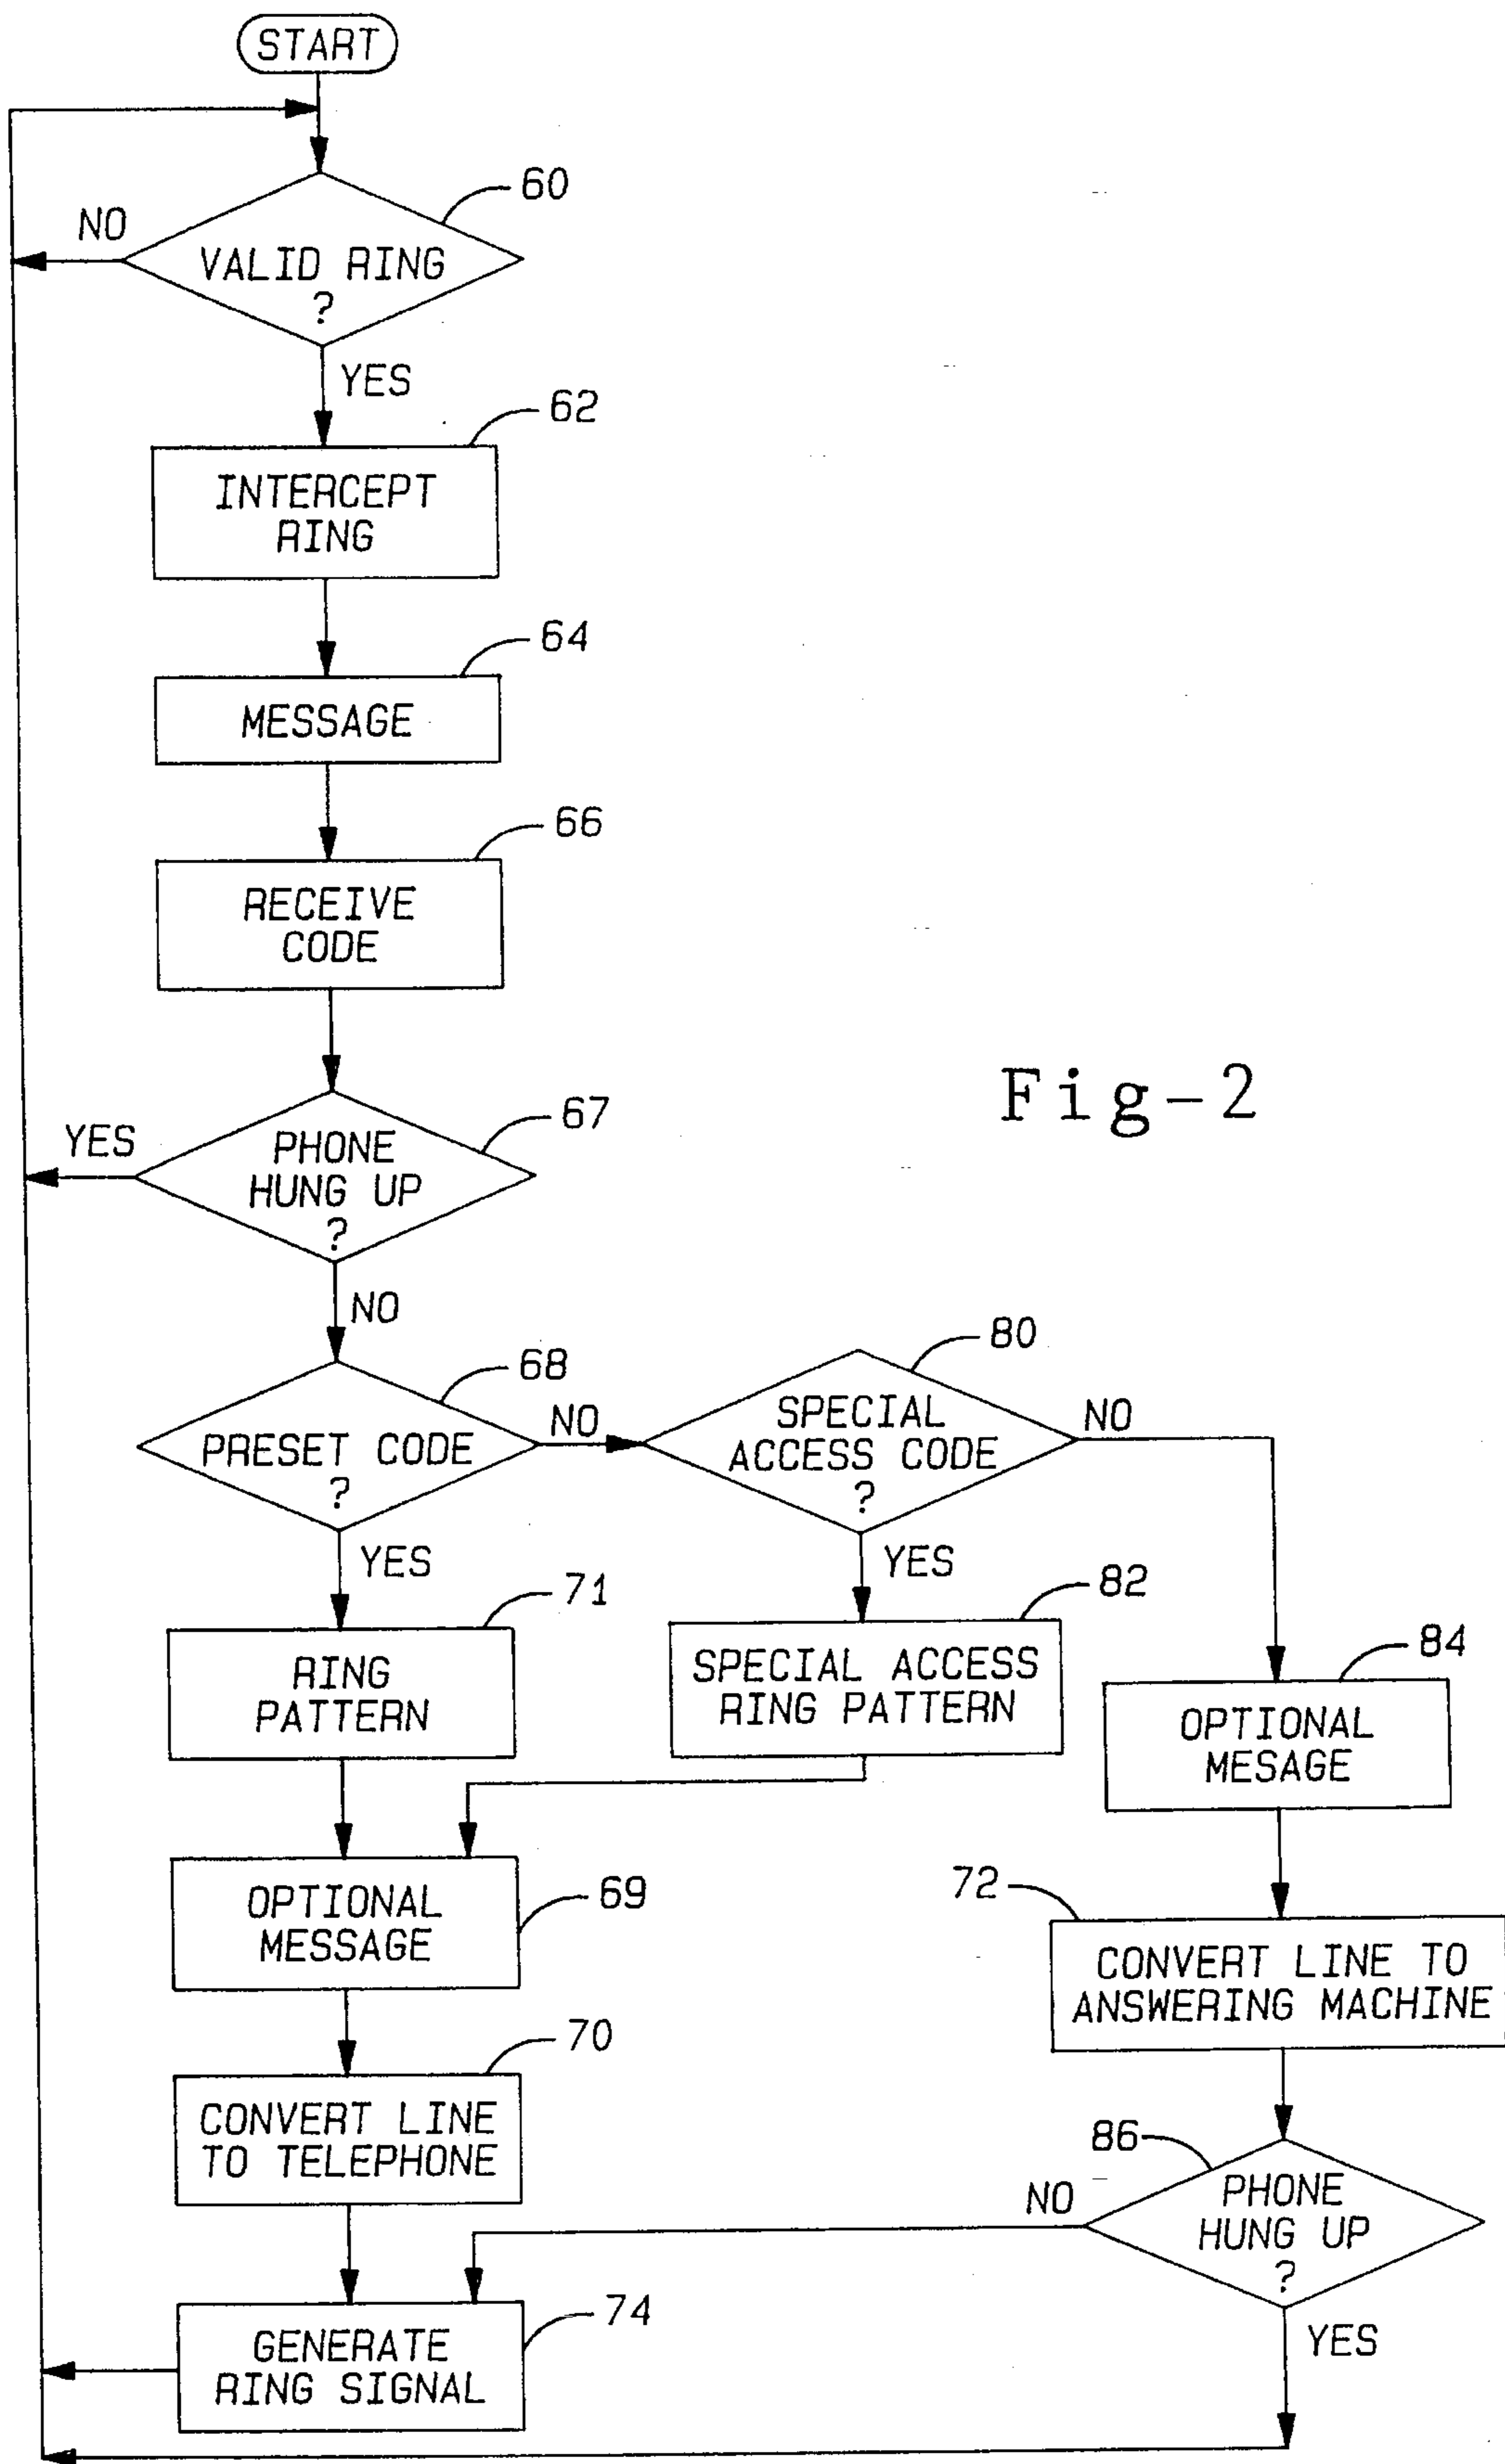 START
60
NO
VALID RING
?
YES
62
INTERCEPT
RING
64
MESSAGE
66
RECEIVE
CODE
Fig-2
67
YES
PHONE
HUNG UP
?
NO
80
68
NO
SPECIAL
ACCESS CODE
?
NO
PRESET CODE
?
YES
YES
71
82
84
RING
PATTERN
SPECIAL ACCESS
RING PATTERN
OPTIONAL
MESAGE
72
69
OPTIONAL
MESSAGE
CONVERT LINE TO
ANSWERING MACHINE
70
CONVERT LINE
TO TELEPHONE
86
NO
PHONE
HUNG UP
?
74
YES
GENERATE
RING SIGNAL